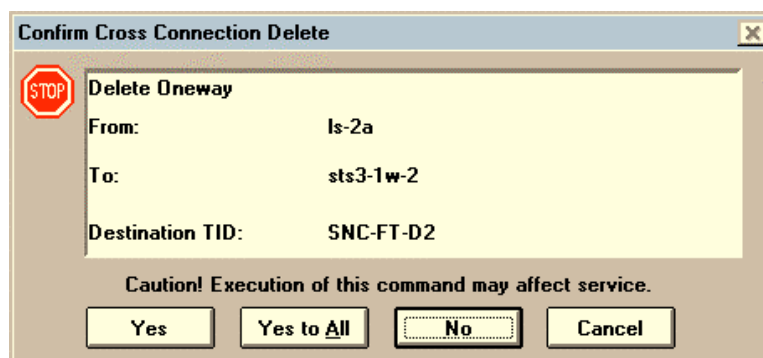 Confirm Cross Connection Delete
STOP
Delete Oneway
From: ls-2a
To: sts3-1w-2
Destination TID: SNC-FT-D2
Caution! Execution of this command may affect service.
Yes Yes to All No Cancel